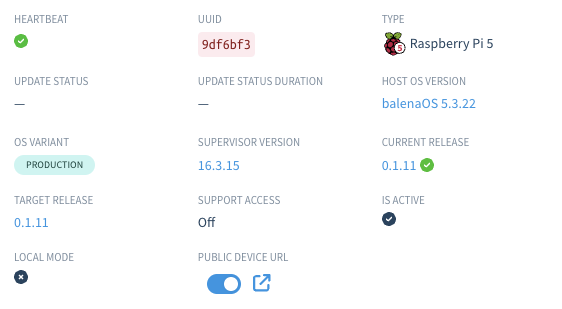 HEARTBEAT
UUID
TYPE
9df6bf3
5
Raspberry Pi 5
UPDATE STATUS
UPDATE STATUS DURATION
HOST OS VERSION
—
—
balenaOS 5.3.22
OS VARIANT
SUPERVISOR VERSION
CURRENT RELEASE
PRODUCTION
16.3.15
0.1.11
TARGET RELEASE
SUPPORT ACCESS
IS ACTIVE
0.1.11
Off
LOCAL MODE
PUBLIC DEVICE URL